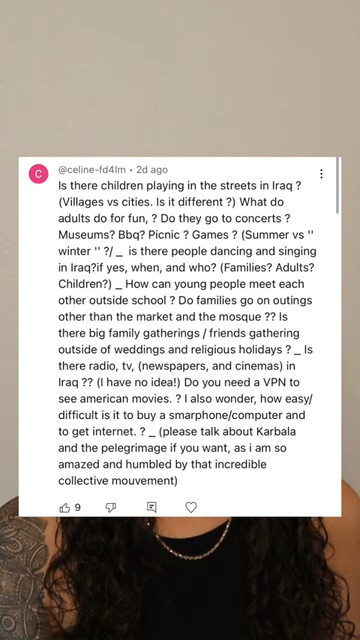 C
@celine-fd4lm • 2d ago
Is there children playing in the streets in Iraq ?
(Villages vs cities. Is it different ?) What do
adults do for fun, ? Do they go to concerts ?
Museums? Bbq? Picnic ? Games ? (Summer vs ''
winter '' ?/ _  is there people dancing and singing
in Iraq?if yes, when, and who? (Families? Adults?
Children?) _ How can young people meet each
other outside school ? Do families go on outings
other than the market and the mosque ?? Is
there big family gatherings / friends gathering
outside of weddings and religious holidays ? _ Is
there radio, tv, (newspapers, and cinemas) in
Iraq ?? (I have no idea!) Do you need a VPN to
see american movies. ? I also wonder, how easy/
difficult is it to buy a smarphone/computer and
to get internet. ? _ (please talk about Karbala
and the pelegrimage if you want, as i am so
amazed and humbled by that incredible
collective mouvement)
9